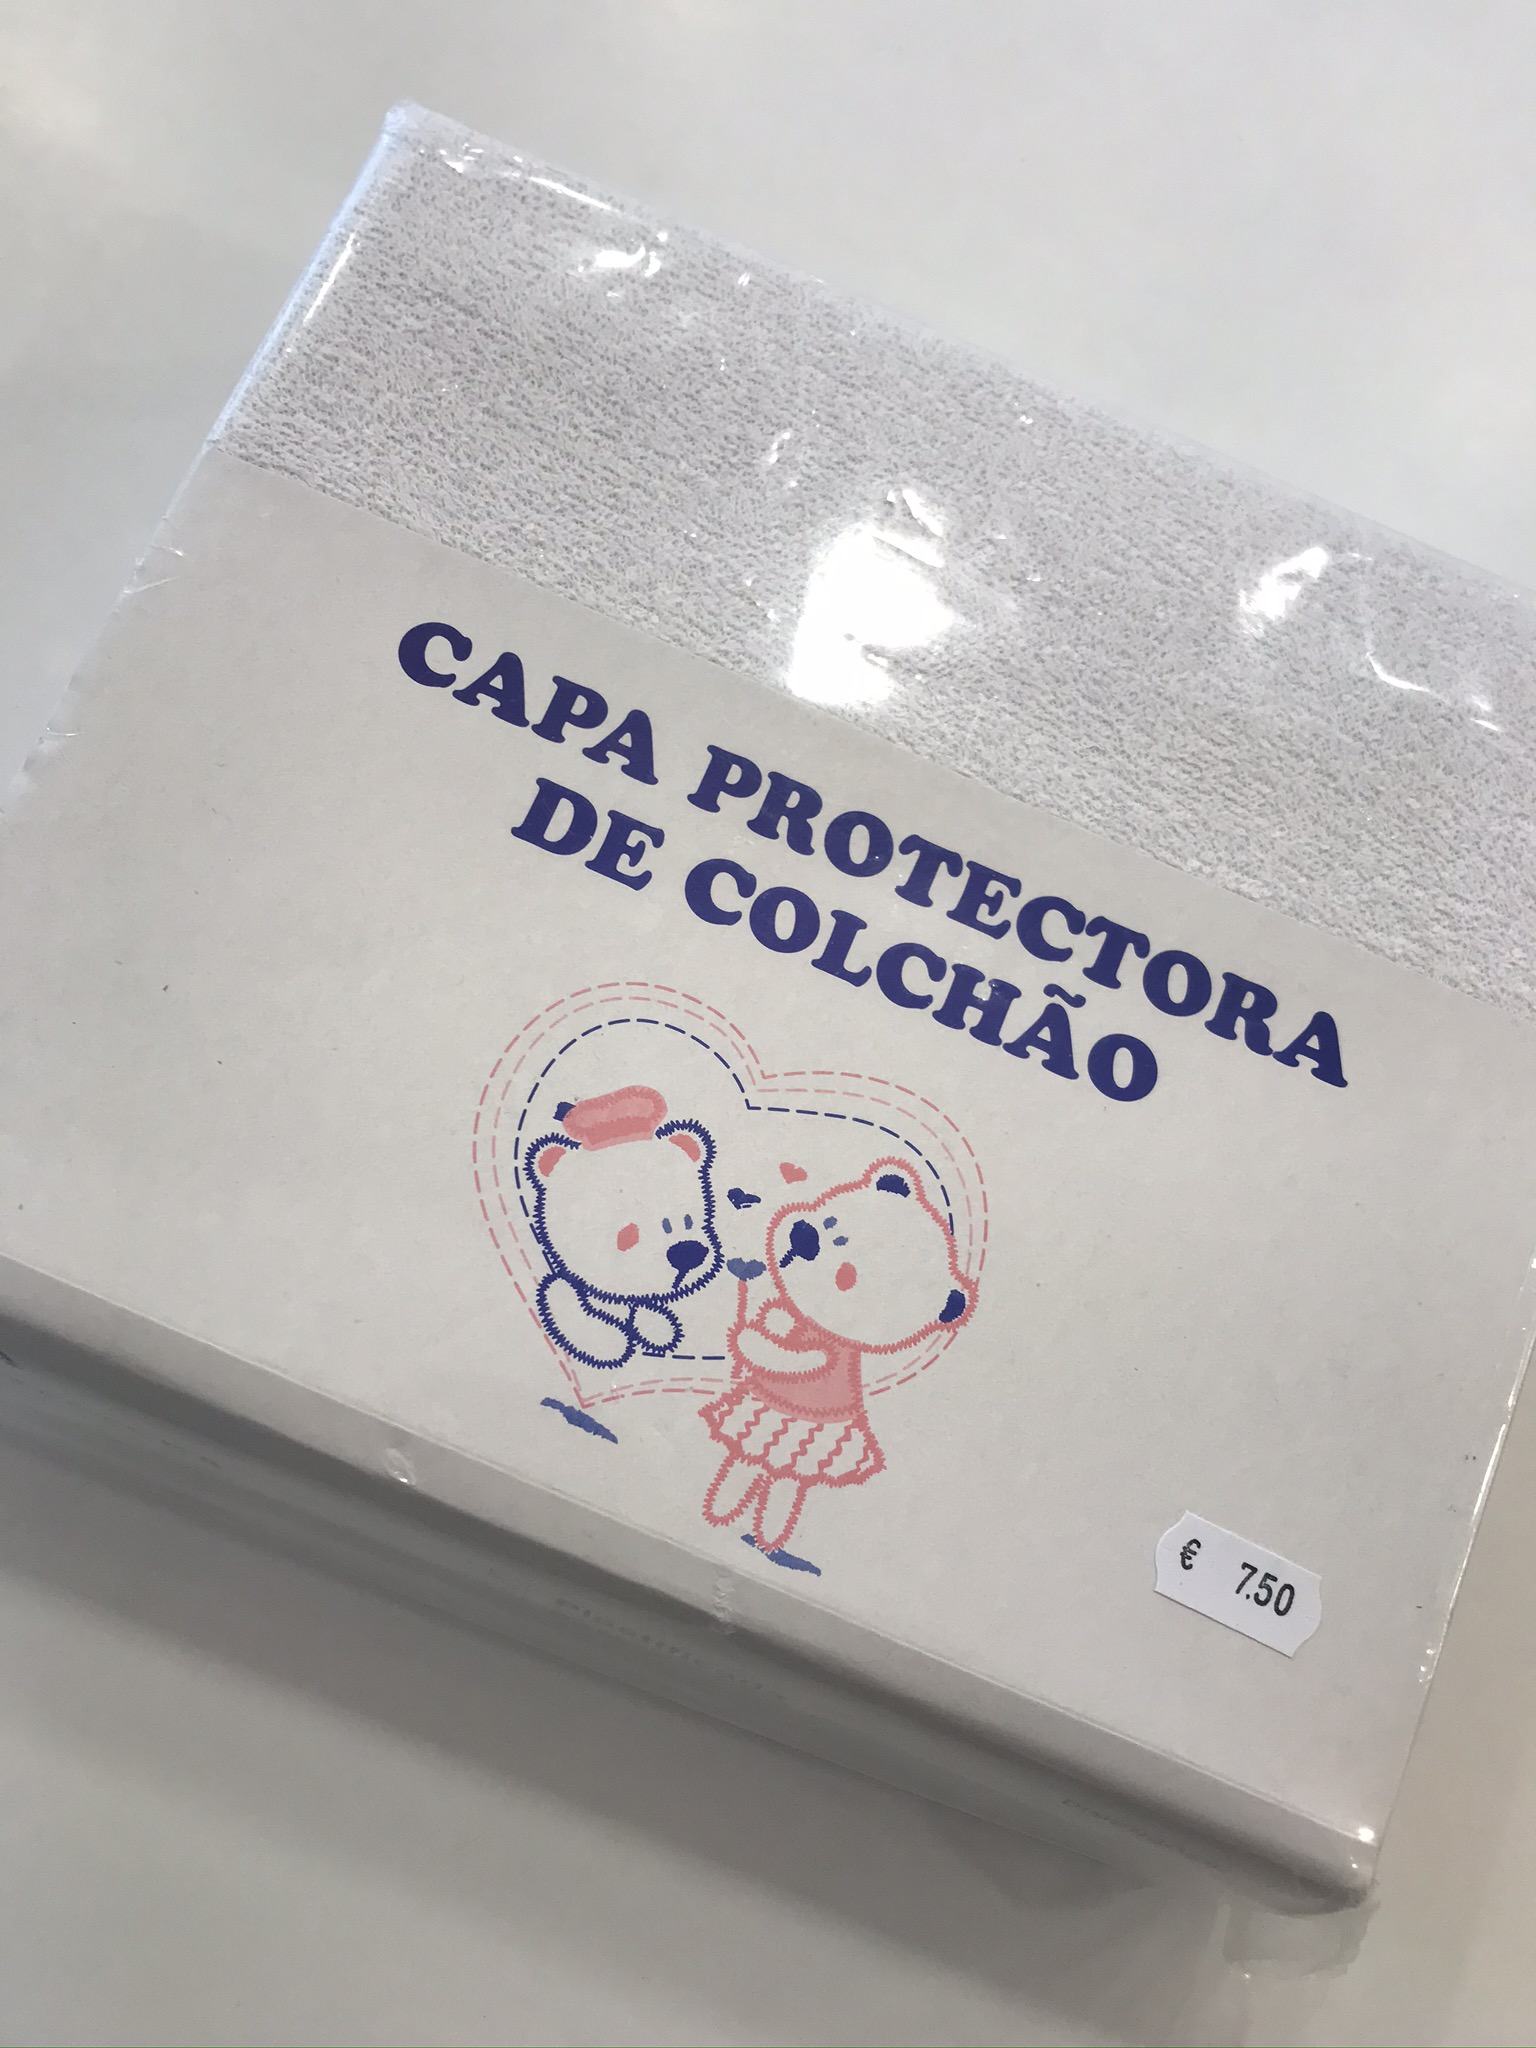 CAPA PROTECTORA
DE COLCHÃO
€ 7.50